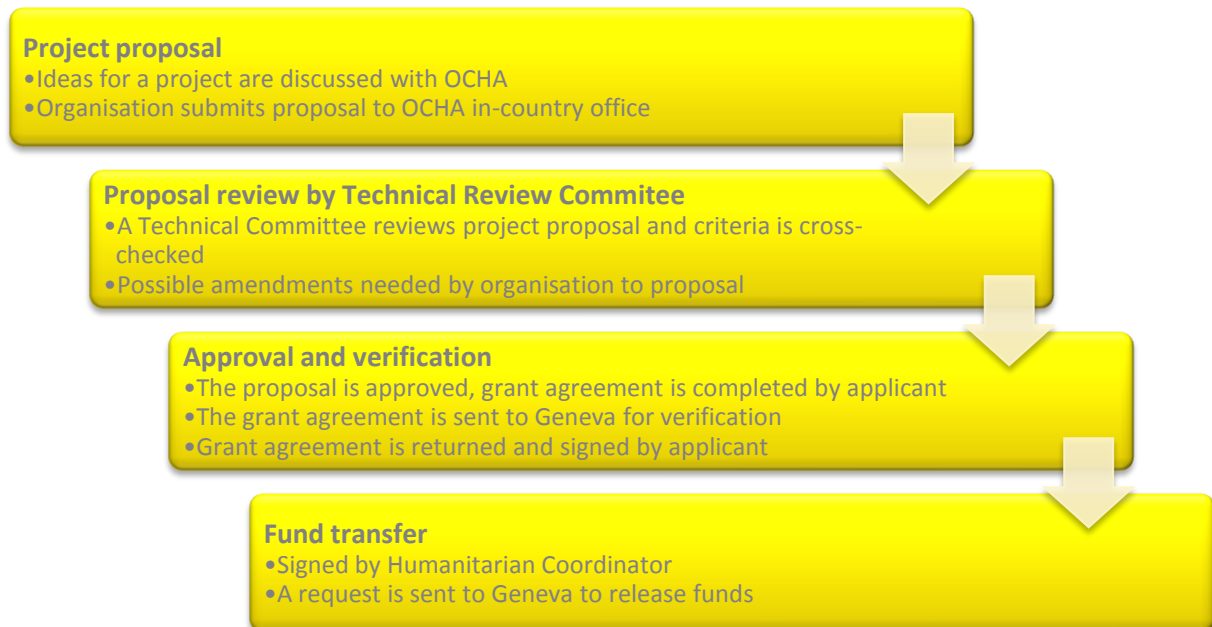 Project proposal
•Ideas for a project are discussed with OCHA
•Organisation submits proposal to OCHA in-country office
Proposal review by Technical Review Commitee
•A Technical Committee reviews project proposal and criteria is cross-
checked
•Possible amendments needed by organisation to proposal
Approval and verification
•The proposal is approved, grant agreement is completed by applicant
•The grant agreement is sent to Geneva for verification
•Grant agreement is returned and signed by applicant
Fund transfer
•Signed by Humanitarian Coordinator
•A request is sent to Geneva to release funds